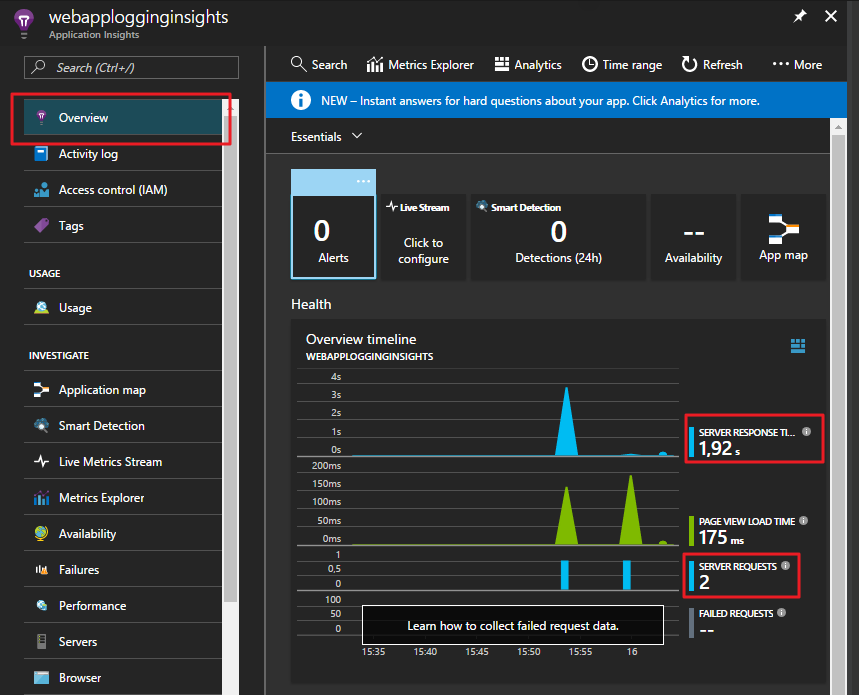 webapplogginginsights
Application Insights
Search (Ctrl+/)
Overview
Activity log
Access control (IAM)
Tags
USAGE
Usage
INVESTIGATE
Application map
Smart Detection
Live Metrics Stream
Metrics Explorer
Availability
Failures
Performance
Servers
Browser
Search Metrics Explorer Analytics Time range Refresh ··· More
NEW – Instant answers for hard questions about your app. Click Analytics for more.
Essentials
0
Alerts
Live Stream
Click to
configure
Smart Detection
0
Detections (24h)
--
Availability
App map
Health
Overview timeline
WEBAPPLOGGINGINSIGHTS
4s
3s
2s
1s
0s
SERVER RESPONSE TI...
1,92 s
200ms
150ms
100ms
50ms
0ms
PAGE VIEW LOAD TIME
175 ms
1
0,5
0
SERVER REQUESTS
2
100
50
0
FAILED REQUESTS
--
Learn how to collect failed request data.
15:35 15:40 15:45 15:50 15:55 16